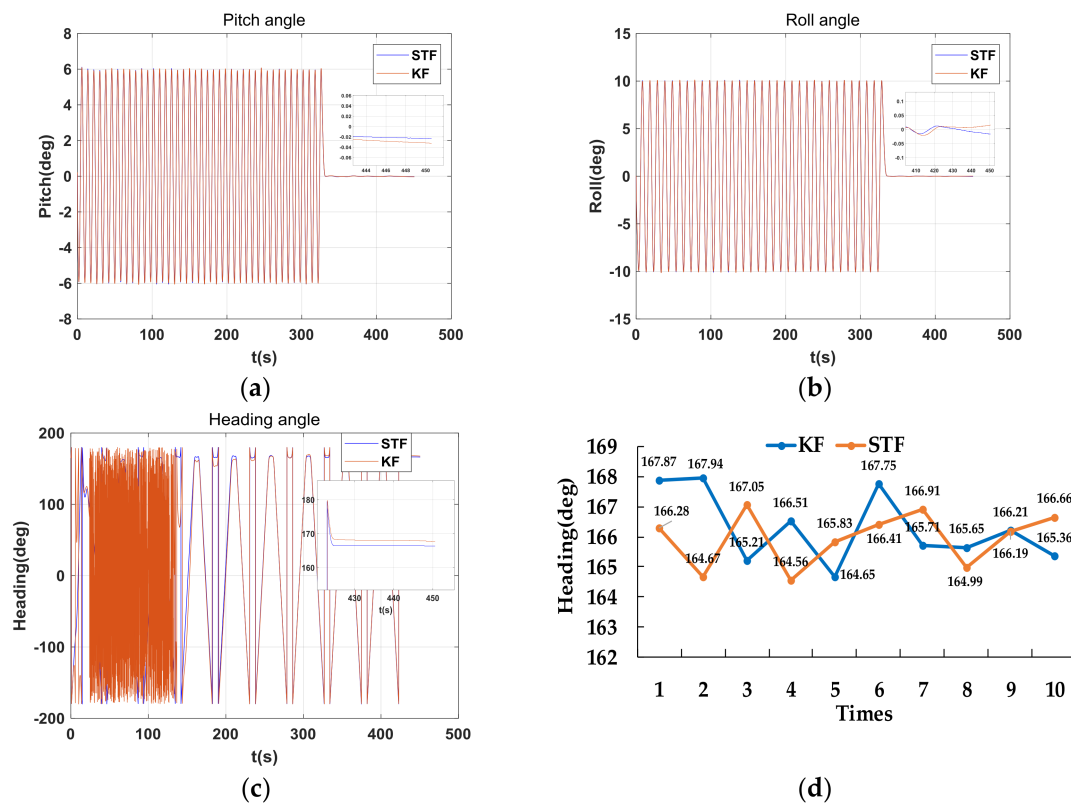 Pitch angle
8
6
4
2
0
-2
-4
-6
-8
Pitch(deg)
STF
KF
0.06
0.04
0.02
0
-0.02
-0.04
-0.06
444 446 448 450
0 100 200 300 400 500
t(s)
(a)
Roll angle
15
10
5
0
-5
-10
-15
Roll(deg)
STF
KF
0.1
0.05
0
-0.05
-0.1
410 420 430 440 450
0 100 200 300 400 500
t(s)
(b)
Heading angle
200
100
0
-100
-200
Heading(deg)
STF
KF
180
170
160
430 440 450
t(s)
0 100 200 300 400 500
t(s)
(c)
KF STF
169
168
167
166
165
164
163
162
Heading(deg)
167.87 167.94 165.21 166.51 164.65 167.75 165.71 165.65 166.21 165.36
166.28 164.67 167.05 164.56 165.83 166.41 166.91 164.99 166.19 166.66
1 2 3 4 5 6 7 8 9 10
Times
(d)